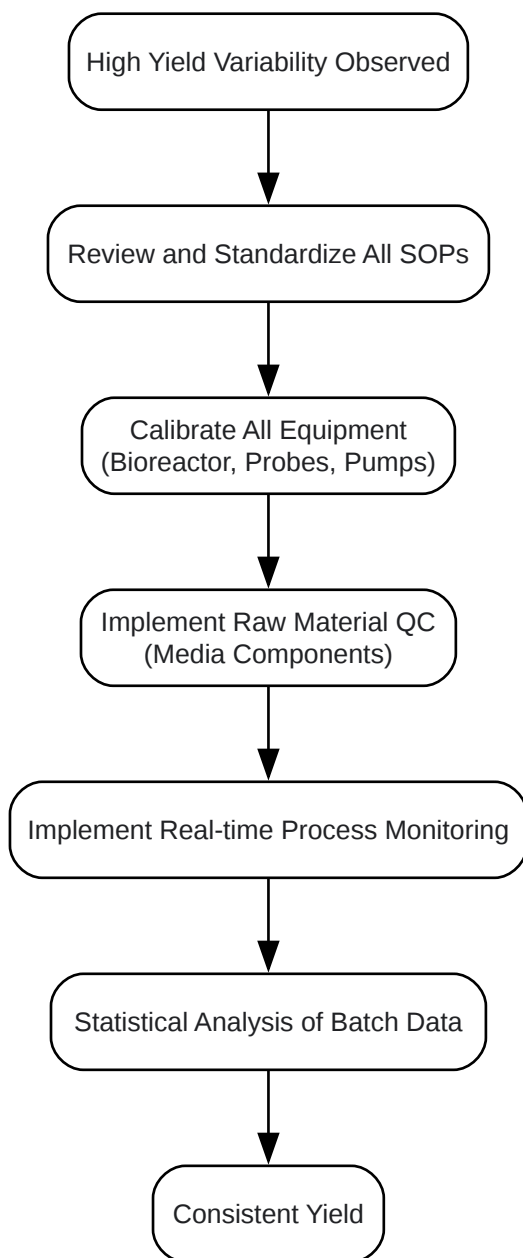 High Yield Variability Observed
Review and Standardize All SOPs
Calibrate All Equipment
(Bioreactor, Probes, Pumps)
Implement Raw Material QC
(Media Components)
Implement Real-time Process Monitoring
Statistical Analysis of Batch Data
Consistent Yield